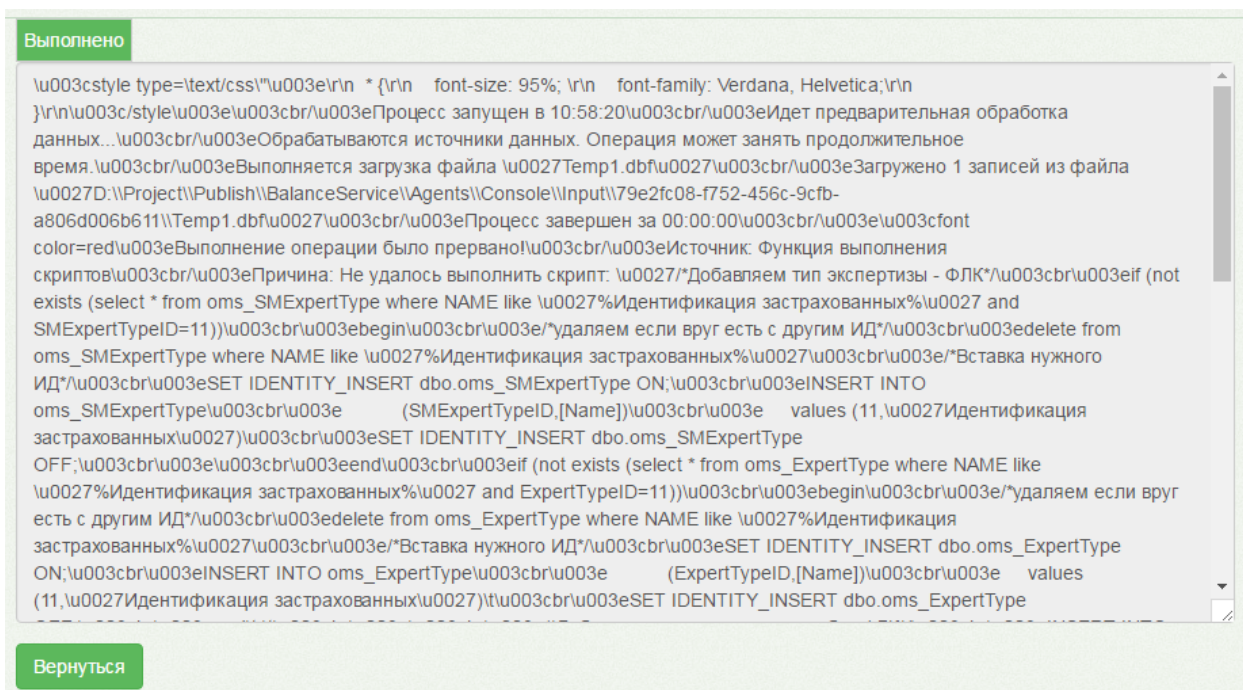 Выполнено
\u003cstyle type=\text/css\"\u003e\r\n * {\r\n font-size: 95%; \r\n font-family: Verdana, Helvetica;\r\n
}\r\n\u003c/style\u003e\u003cbr/\u003eПроцесс запущен в 10:58:20\u003cbr/\u003eИдет предварительная обработка
данных...\u003cbr/\u003eОбрабатываются источники данных. Операция может занять продолжительное
время.\u003cbr/\u003eВыполняется загрузка файла \u0027Temp1.dbf\u0027\u003cbr/\u003eЗагружено 1 записей из файла
\u0027D:\\Project\\Publish\\BalanceService\\Agents\\Console\\Input\\79e2fc08-f752-456c-9cfb-
a806d006b611\\Temp1.dbf\u0027\u003cbr/\u003eПроцесс завершен за 00:00:00\u003cbr/\u003e\u003cfont
color=red\u003eВыполнение операции было прервано!\u003cbr/\u003eИсточник: Функция выполнения
скриптов\u003cbr/\u003eПричина: Не удалось выполнить скрипт: \u0027/*Добавляем тип экспертизы - ФЛК*/\u003cbr\u003eif (not
exists (select * from oms_SMExpertType where NAME like \u0027%Идентификация застрахованных%\u0027 and
SMExpertTypeID=11))\u003cbr\u003ebegin\u003cbr\u003e/*удаляем если вруг есть с другим ИД*/\u003cbr\u003edelete from
oms_SMExpertType where NAME like \u0027%Идентификация застрахованных%\u0027\u003cbr\u003e/*Вставка нужного
ИД*/\u003cbr\u003eSET IDENTITY_INSERT dbo.oms_SMExpertType ON;\u003cbr\u003eINSERT INTO
oms_SMExpertType\u003cbr\u003e (SMExpertTypeID,[Name])\u003cbr\u003e values (11,\u0027Идентификация
застрахованных\u0027)\u003cbr\u003eSET IDENTITY_INSERT dbo.oms_SMExpertType
OFF;\u003cbr\u003e\u003cbr\u003eend\u003cbr\u003eif (not exists (select * from oms_ExpertType where NAME like
\u0027%Идентификация застрахованных%\u0027 and ExpertTypeID=11))\u003cbr\u003ebegin\u003cbr\u003e/*удаляем если вруг
есть с другим ИД*/\u003cbr\u003edelete from oms_ExpertType where NAME like \u0027%Идентификация
застрахованных%\u0027\u003cbr\u003e/*Вставка нужного ИД*/\u003cbr\u003eSET IDENTITY_INSERT dbo.oms_ExpertType
ON;\u003cbr\u003eINSERT INTO oms_ExpertType\u003cbr\u003e (ExpertTypeID,[Name])\u003cbr\u003e values
(11,\u0027Идентификация застрахованных\u0027)\t\u003cbr\u003eSET IDENTITY_INSERT dbo.oms_ExpertType
Вернуться